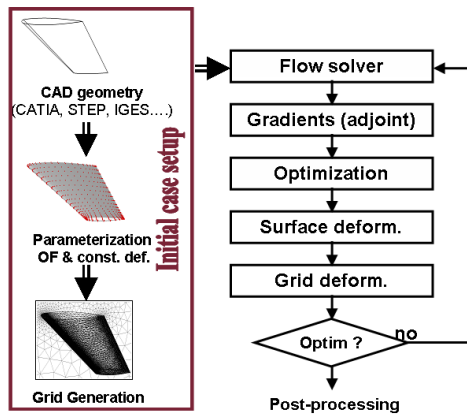 CAD geometry
(CATIA, STEP, IGES....)
Parameterization
OF & const. def.
Grid Generation
Initial case setup
Flow solver
Gradients (adjoint)
Optimization
Surface deform.
Grid deform.
Optim ?
no
Post-processing